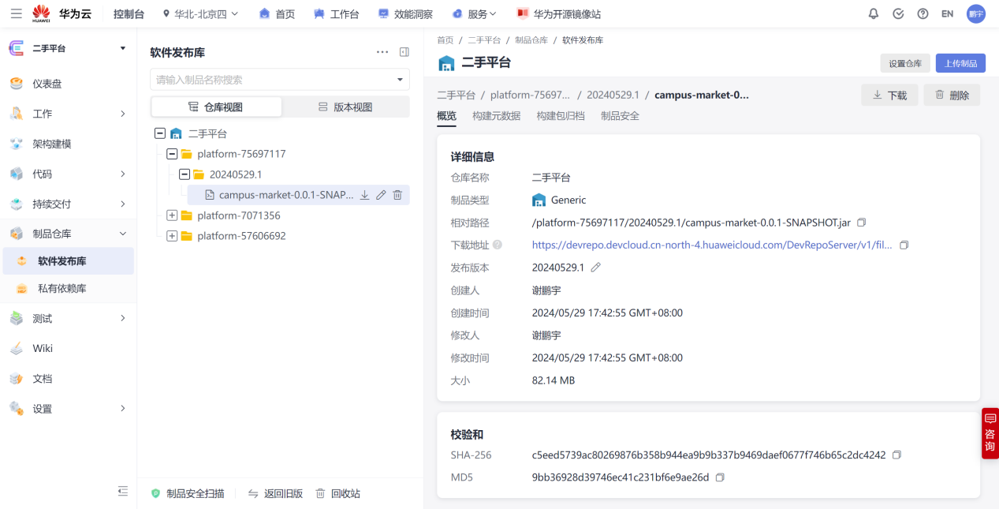 HUAWEI
华为云
控制台
华北-北京四
首页
工作台
效能洞察
服务
华为开源镜像站
EN
鹏宇
二手平台
仪表盘
工作
架构建模
代码
持续交付
制品仓库
软件发布库
私有依赖库
测试
Wiki
文档
设置
软件发布库
请输入制品名称搜索
仓库视图
版本视图
二手平台
platform-75697117
20240529.1
campus-market-0.0.1-SNAP...
platform-7071356
platform-57606692
制品安全扫描
返回旧版
回收站
首页 / 二手平台 / 制品仓库 / 软件发布库
二手平台
设置仓库
上传制品
二手平台 / platform-75697... / 20240529.1 / campus-market-0...
下载
删除
概览
构建元数据
构建包归档
制品安全
详细信息
仓库名称 二手平台
制品类型 Generic
相对路径 /platform-75697117/20240529.1/campus-market-0.0.1-SNAPSHOT.jar
下载地址 https://devrepo.devcloud.cn-north-4.huaweicloud.com/DevRepoServer/v1/fil...
发布版本 20240529.1
创建人 谢鹏宇
创建时间 2024/05/29 17:42:55 GMT+08:00
修改人 谢鹏宇
修改时间 2024/05/29 17:42:55 GMT+08:00
大小 82.14 MB
校验和
SHA-256 c5eed5739ac80269876b358b944ea9b9b337b9469daef0677f746b65c2dc4242
MD5 9bb36928d39746ec41c231bf6e9ae26d
咨询